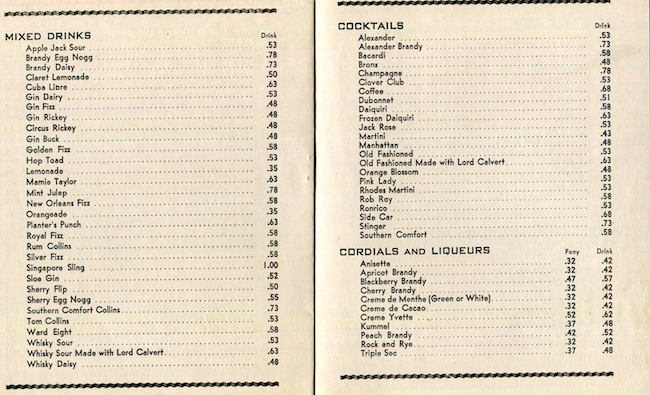 MIXED DRINKS Drink
Apple Jack Sour .53
Brandy Egg Nogg .78
Brandy Daisy .73
Claret Lemonade .50
Cuba Libre .63
Gin Dairy .53
Gin Fizz .48
Gin Rickey .48
Circus Rickey .48
Gin Buck .48
Golden Fizz .58
Hop Toad .53
Lemonade .35
Mamie Taylor .63
Mint Julep .78
New Orleans Fizz .58
Orangeade .35
Planter's Punch .63
Royal Fizz .58
Rum Collins .58
Silver Fizz .58
Singapore Sling 1.00
Sloe Gin .52
Sherry Flip .50
Sherry Egg Nogg .55
Southern Comfort Collins .73
Tom Collins .53
Ward Eight .58
Whisky Sour .53
Whisky Sour Made with Lord Calvert .63
Whisky Daisy .48
COCKTAILS Drink
Alexander .53
Alexander Brandy .73
Bacardi .58
Bronx .48
Champagne .78
Clover Club .53
Coffee .68
Dubonnet .51
Daiquiri .58
Frozen Daiquiri .63
Jack Rose .53
Martini .43
Manhattan .48
Old Fashioned .53
Old Fashioned Made with Lord Calvert .63
Orange Blossom .48
Pink Lady .53
Rhodes Martini .53
Rob Roy .58
Ronrico .53
Side Car .68
Stinger .73
Southern Comfort .58
CORDIALS AND LIQUEURS Pony Drink
Anisette .32 .42
Apricot Brandy .32 .42
Blackberry Brandy .47 .57
Cherry Brandy .32 .42
Creme de Menthe (Green or White) .32 .42
Creme de Cacao .32 .42
Creme Yvette .52 .62
Kummel .37 .48
Peach Brandy .42 .52
Rock and Rye .32 .42
Triple Sec .37 .48